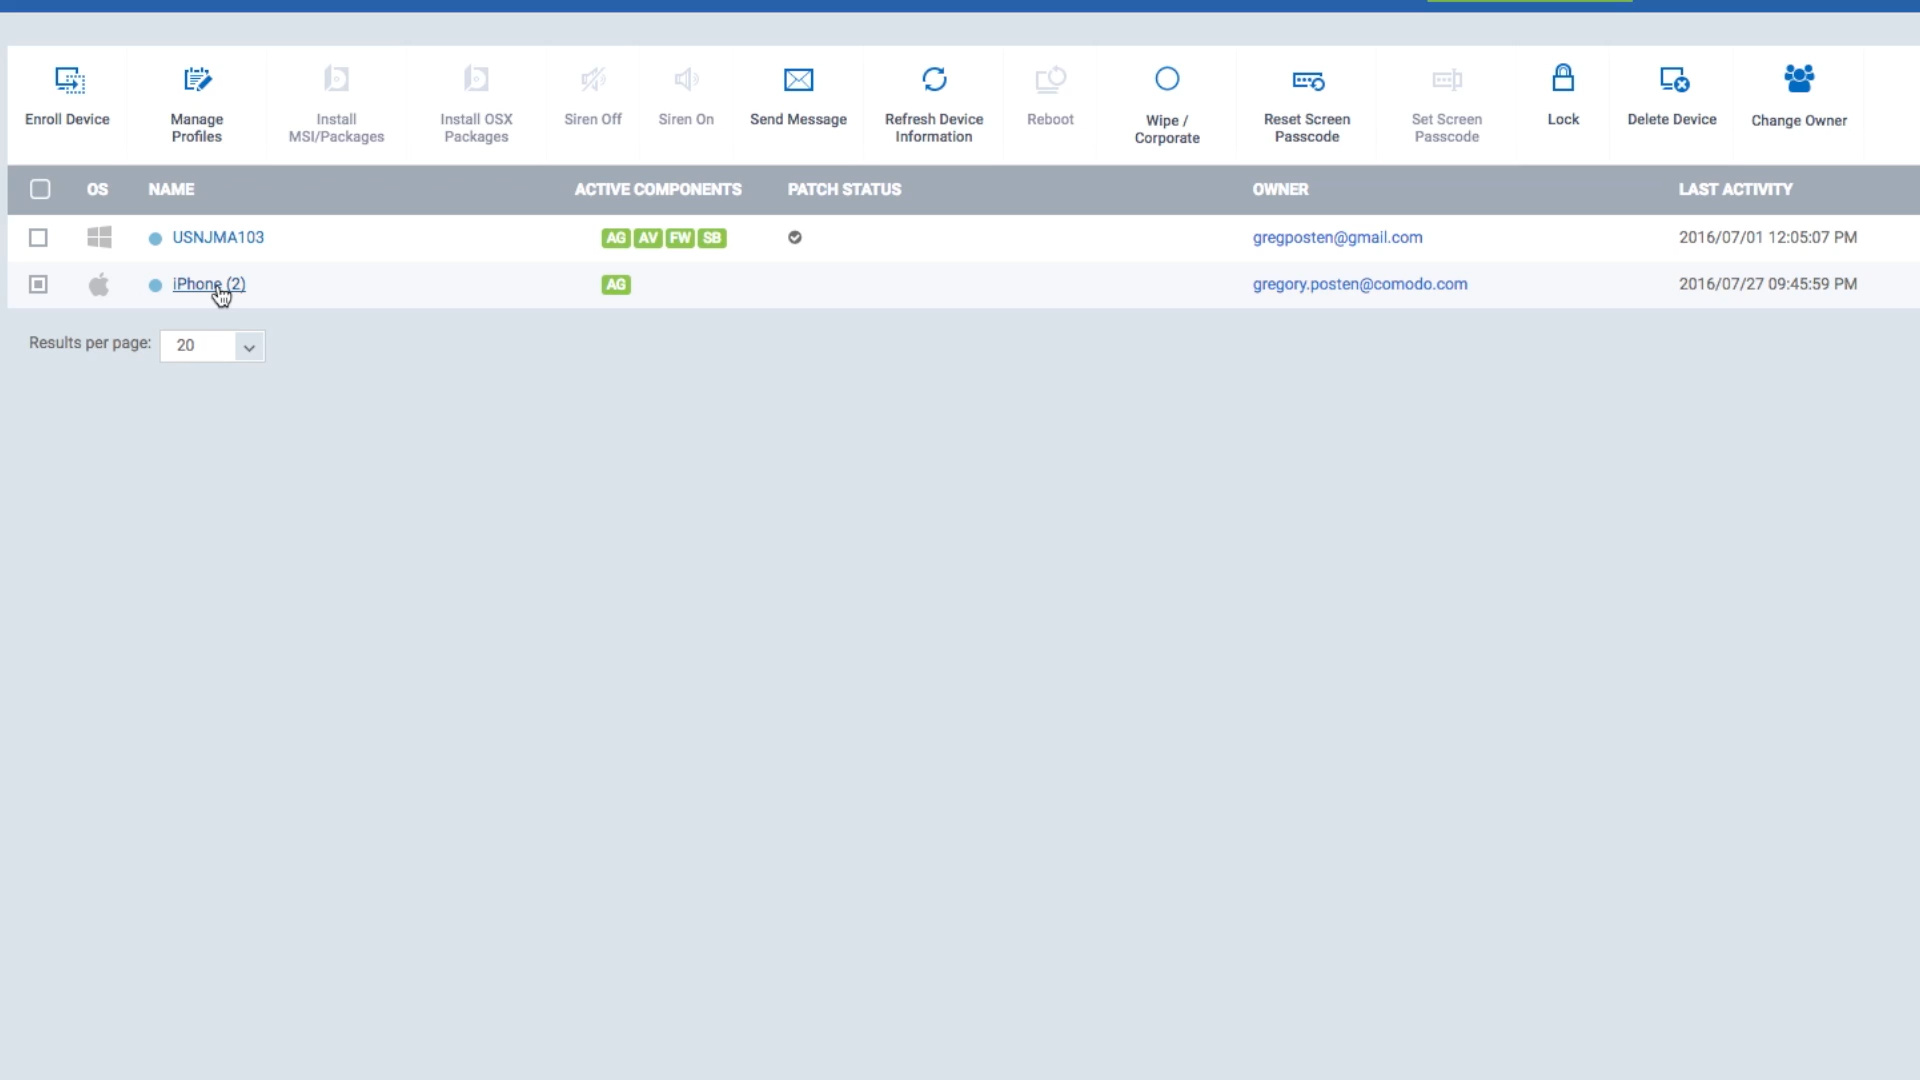 Enroll Device
Manage
Profiles
Install
MSI/Packages
Install OSX
Packages
Siren Off
Siren On
Send Message
Refresh Device
Information
Reboot
Wipe /
Corporate
Reset Screen
Passcode
Set Screen
Passcode
Lock
Delete Device
Change Owner
OS NAME ACTIVE COMPONENTS PATCH STATUS OWNER LAST ACTIVITY
USNJMA103 AG AV FW SB gregposten@gmail.com 2016/07/01 12:05:07 PM
iPhone (2) AG gregory.posten@comodo.com 2016/07/27 09:45:59 PM
Results per page: 20